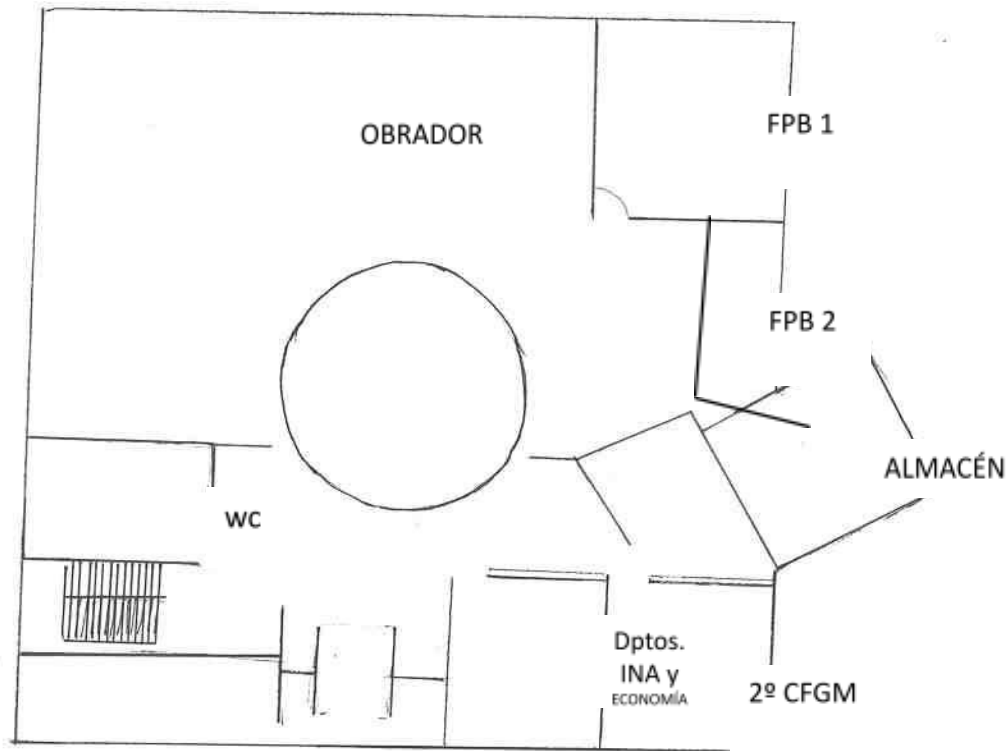 OBRADOR
FPB 1
FPB 2
ALMACÉN
WC
Dptos.
INA y
ECONOMÍA
2º CFGM